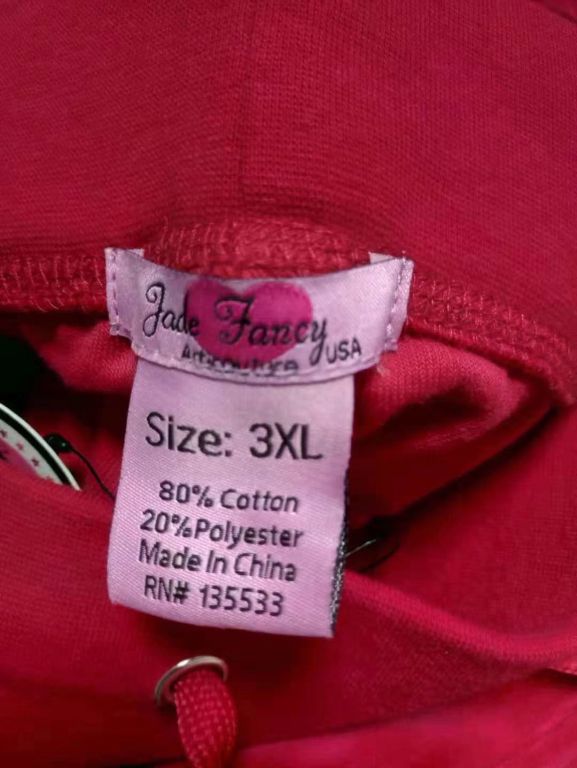 Jade Fancy
USA
Size: 3XL
80% Cotton
20% Polyester
Made In China
RN# 135533